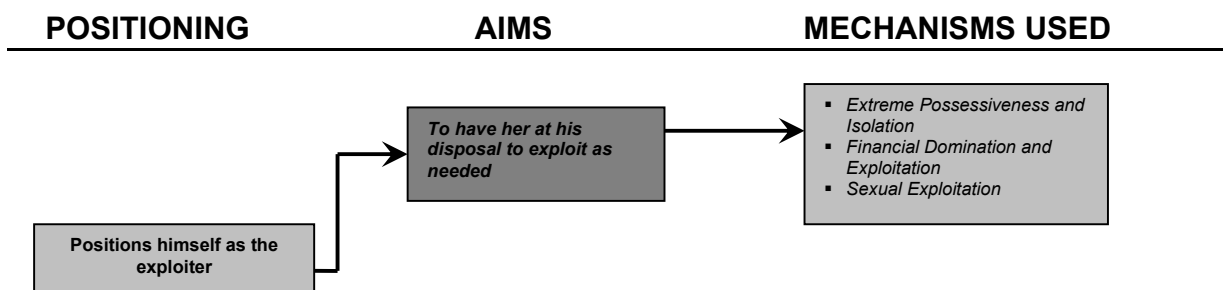 POSITIONING AIMS MECHANISMS USED
To have her at his
disposal to exploit as
needed
▪ Extreme Possessiveness and
Isolation
▪ Financial Domination and
Exploitation
▪ Sexual Exploitation
Positions himself as the
exploiter